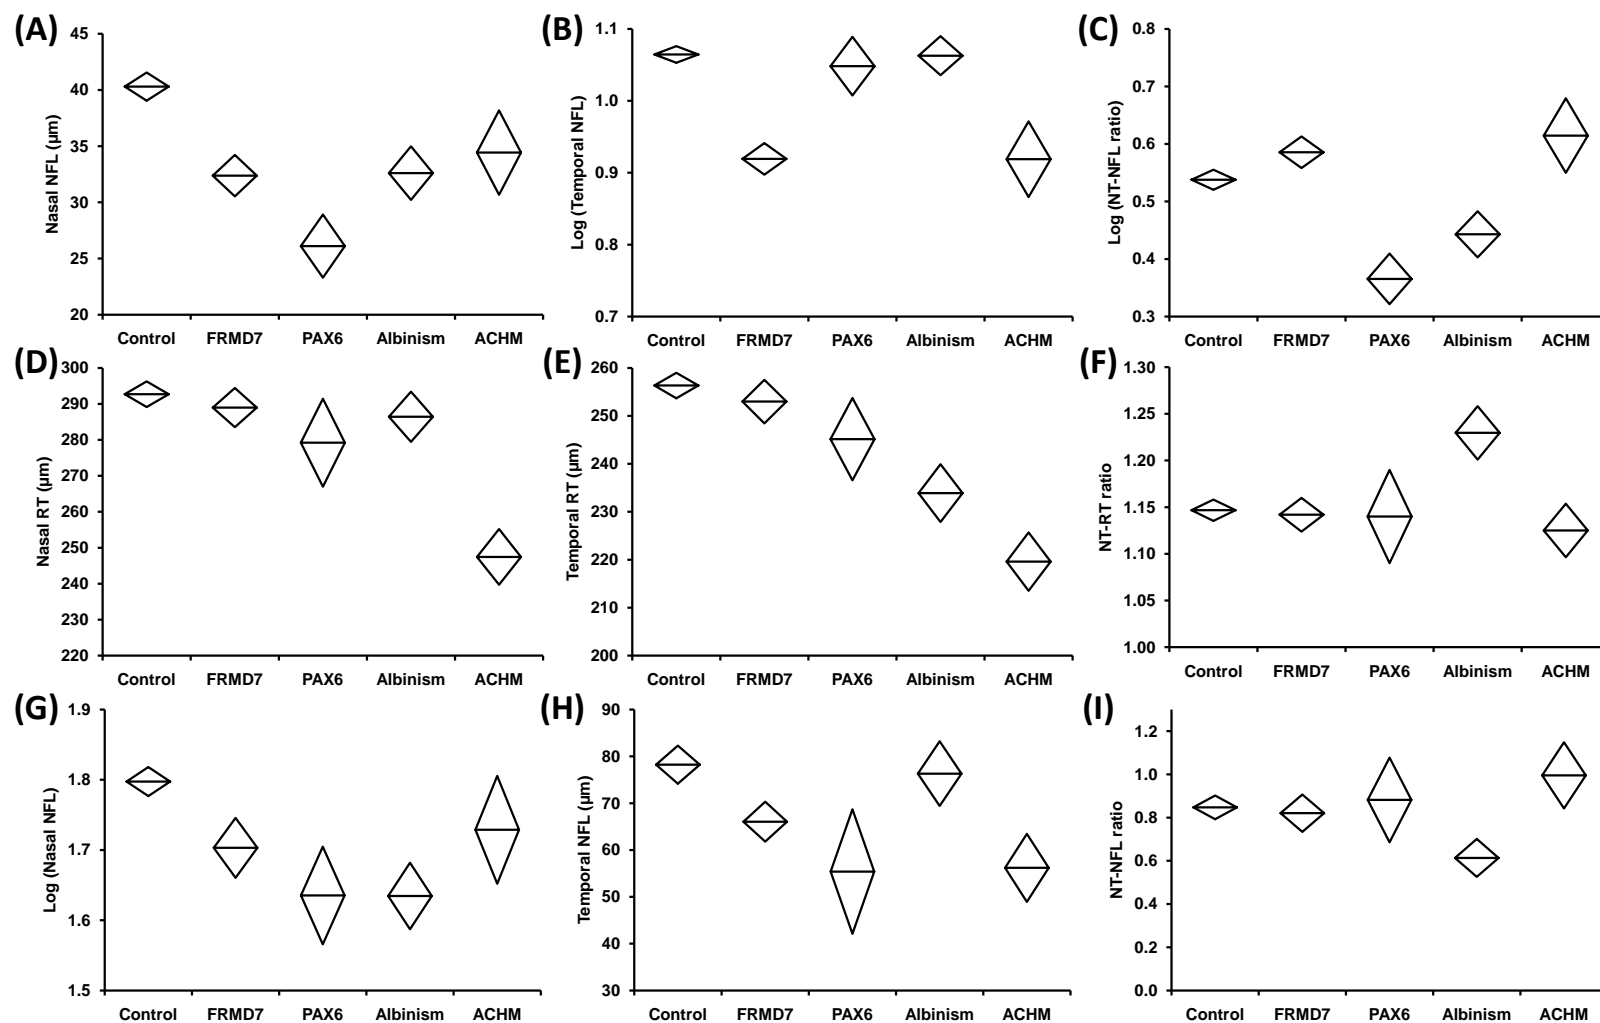 (A)
Nasal NFL (µm)
45
40
35
30
25
20
Control FRMD7 PAX6 Albinism ACHM
(B)
Log (Temporal NFL)
1.1
1.0
0.9
0.8
0.7
Control FRMD7 PAX6 Albinism ACHM
(C)
Log (NT-NFL ratio)
0.8
0.7
0.6
0.5
0.4
0.3
Control FRMD7 PAX6 Albinism ACHM
(D)
Nasal RT (µm)
300
290
280
270
260
250
240
230
220
Control FRMD7 PAX6 Albinism ACHM
(E)
Temporal RT (µm)
260
250
240
230
220
210
200
Control FRMD7 PAX6 Albinism ACHM
(F)
NT-RT ratio
1.30
1.25
1.20
1.15
1.10
1.05
1.00
Control FRMD7 PAX6 Albinism ACHM
(G)
Log (Nasal NFL)
1.9
1.8
1.7
1.6
1.5
Control FRMD7 PAX6 Albinism ACHM
(H)
Temporal NFL (µm)
90
80
70
60
50
40
30
Control FRMD7 PAX6 Albinism ACHM
(I)
NT-NFL ratio
1.2
1.0
0.8
0.6
0.4
0.2
0.0
Control FRMD7 PAX6 Albinism ACHM